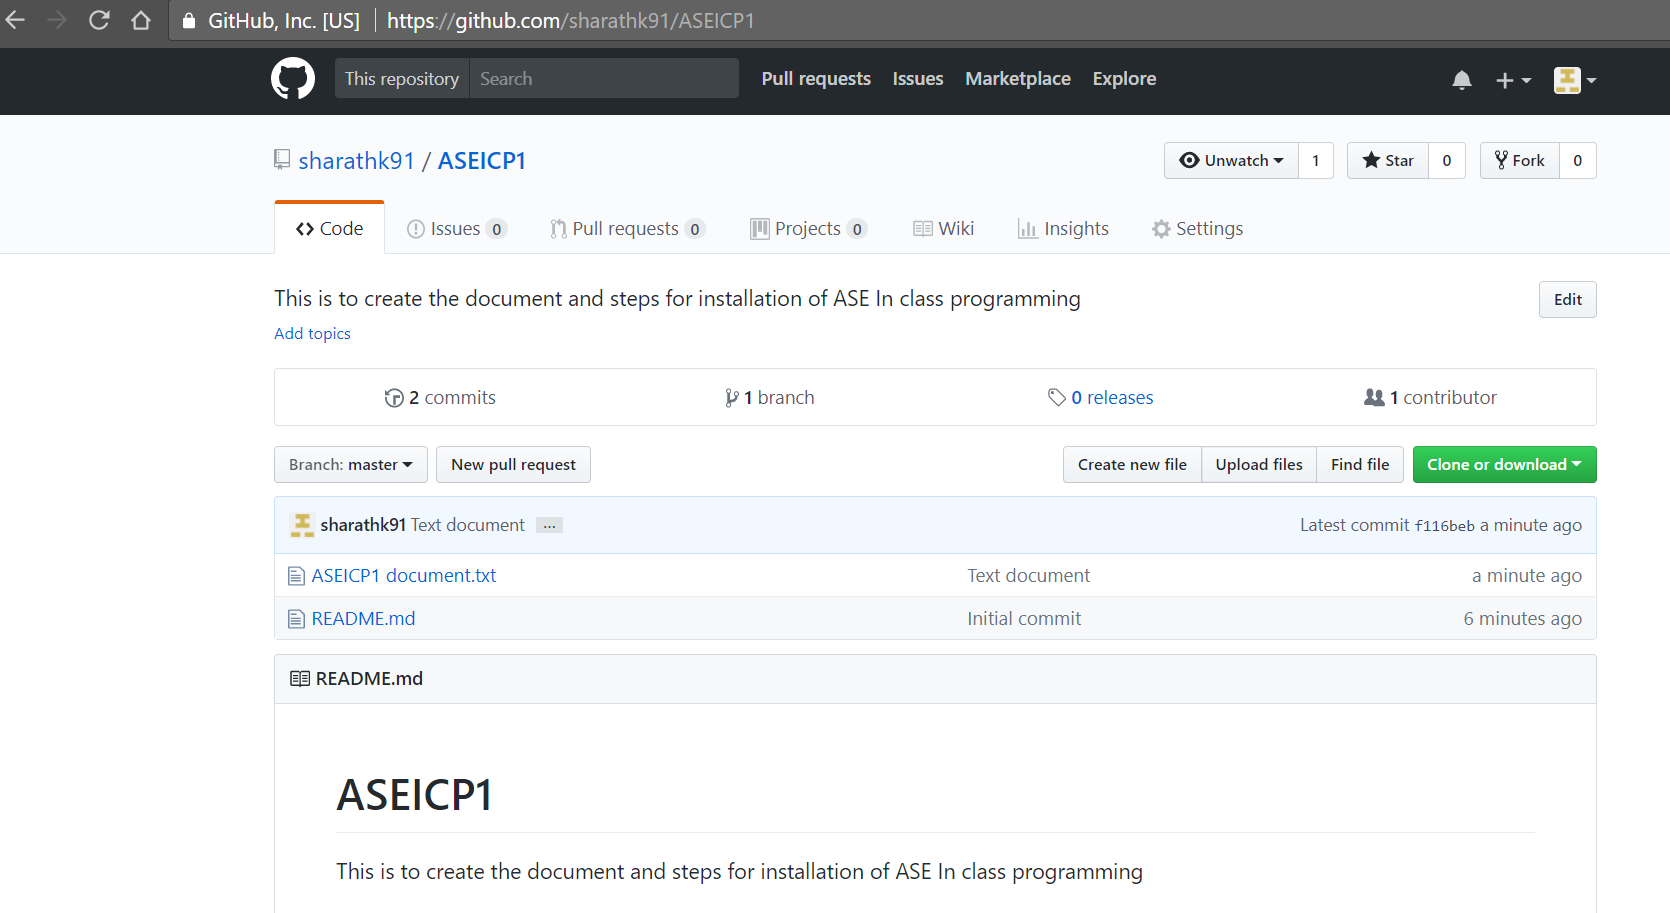 GitHub, Inc. [US] https://github.com/sharathk91/ASEICP1
This repository Search Pull requests Issues Marketplace Explore
sharathk91 / ASEICP1 Unwatch 1 Star 0 Fork 0
Code Issues 0 Pull requests 0 Projects 0 Wiki Insights Settings
This is to create the document and steps for installation of ASE In class programming Edit
Add topics
2 commits 1 branch 0 releases 1 contributor
Branch: master New pull request Create new file Upload files Find file Clone or download
sharathk91 Text document ... Latest commit f116beb a minute ago
ASEICP1 document.txt Text document a minute ago
README.md Initial commit 6 minutes ago
README.md
ASEICP1
This is to create the document and steps for installation of ASE In class programming